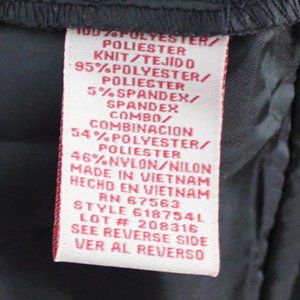 100% POLYESTER/
POLIESTER
KNIT/TEJIDO
95% POLYESTER/
POLIESTER
5% SPANDEX/
SPANDEX
COMBO/
COMBINACION
54% POLYESTER/
POLIESTER
46% NYLON/NILON
MADE IN VIETNAM
HECHO EN VIETNAM
RN 67563
STYLE 618754L
LOT # 208316
SEE REVERSE SIDE
VER AL REVERSO